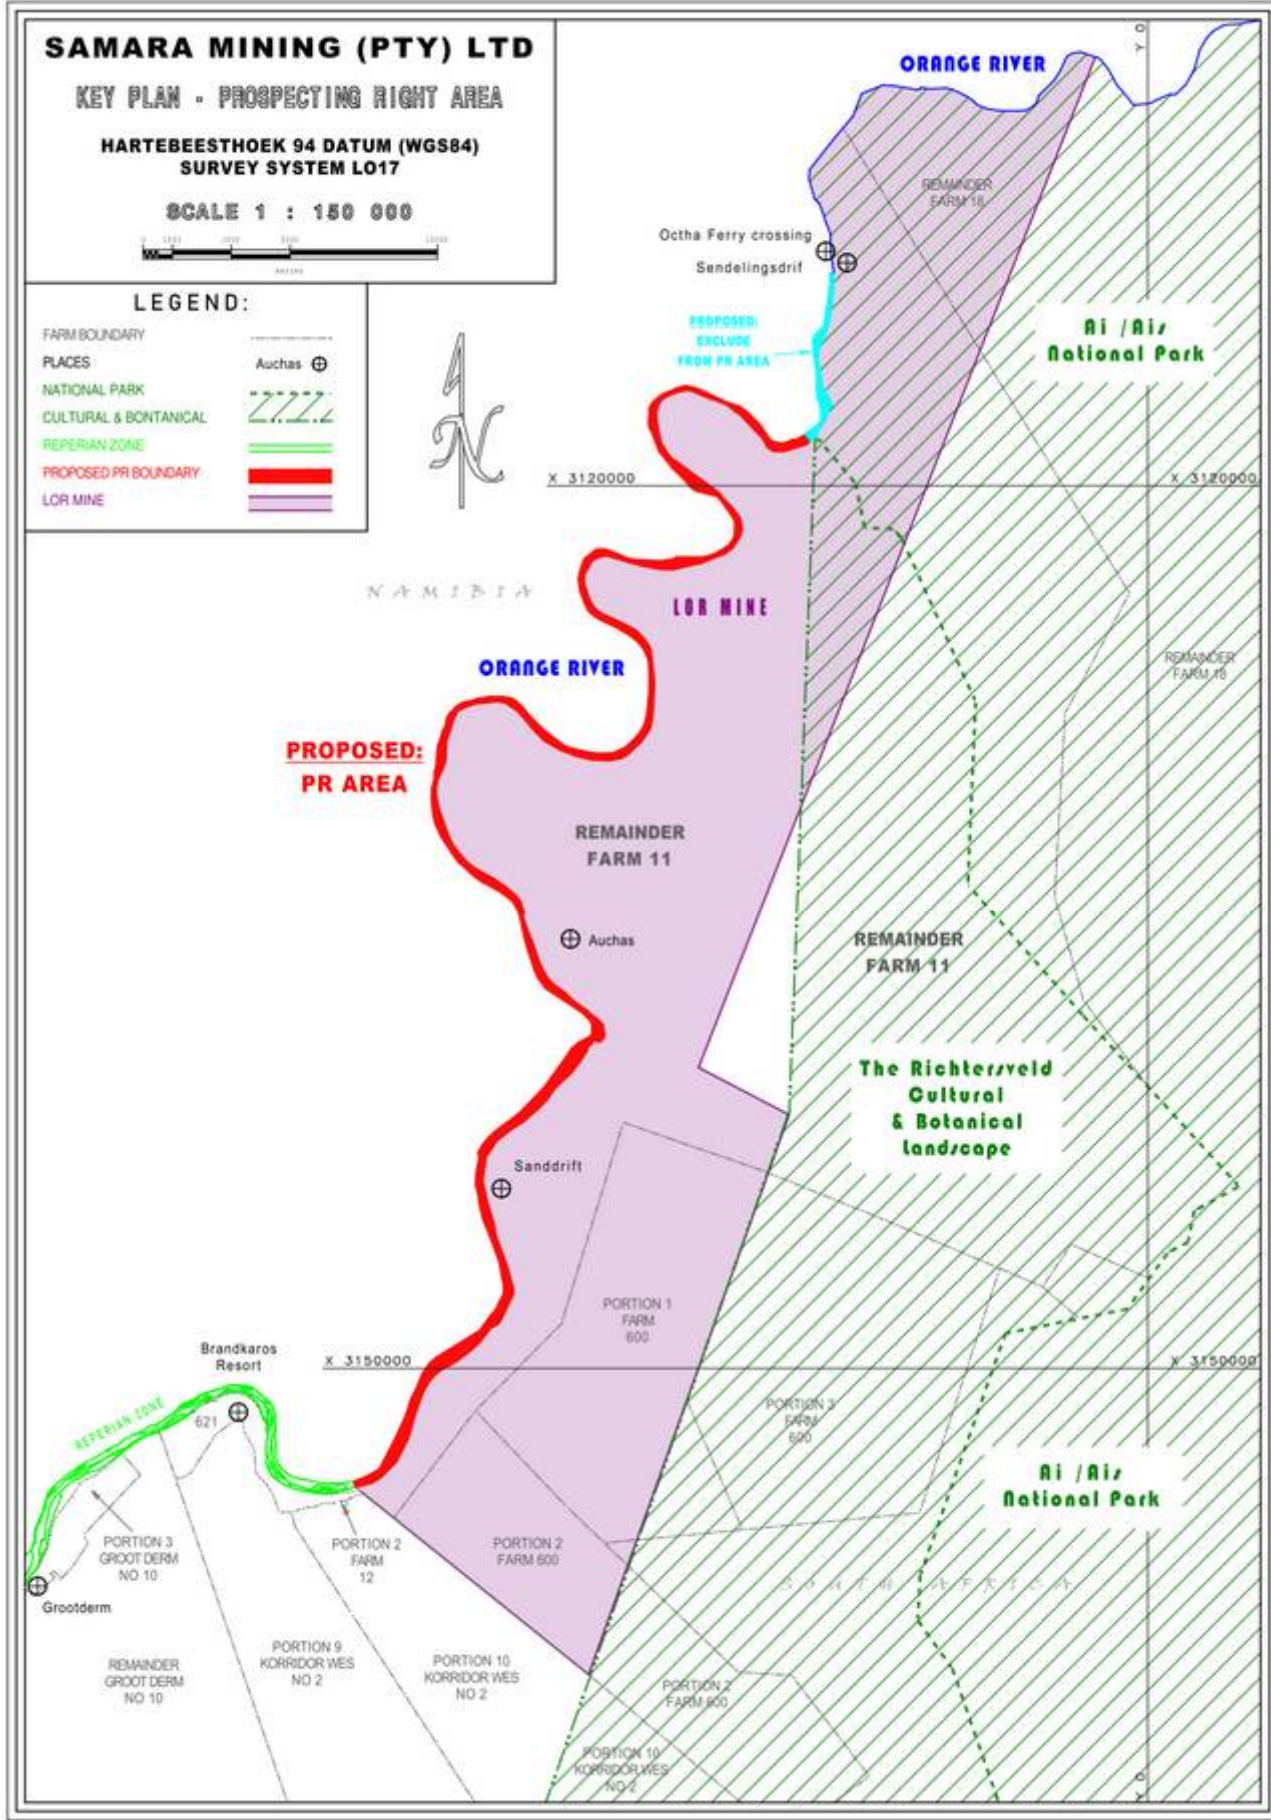 SAMARA MINING (PTY) LTD
KEY PLAN - PROSPECTING RIGHT AREA
HARTEBEESTHOEK 94 DATUM (WGS84)
SURVEY SYSTEM LO17
SCALE 1 : 150 000
LEGEND:
FARM BOUNDARY
PLACES
Auchas
NATIONAL PARK
CULTURAL & BONTANICAL
REPERIAN ZONE
PROPOSED PR BOUNDARY
LOR MINE
ORANGE RIVER
Y 0
REMAINDER
FARM 18
Octha Ferry crossing
Sendelingsdrif
PROPOSED:
EXCLUDE
FROM PR AREA
Ai /Ais
National Park
X 3120000
X 3120000
NAMIBIA
LOR MINE
ORANGE RIVER
REMAINDER
FARM 18
PROPOSED:
PR AREA
REMAINDER
FARM 11
Auchas
REMAINDER
FARM 11
The Richtersveld
Cultural
& Botanical
Landscape
Sanddrift
PORTION 1
FARM
600
Brandkaros
Resort
X 3150000
X 3150000
REPERIAN ZONE
621
PORTION 3
FARM
600
Ai /Ais
National Park
PORTION 3
GROOT DERM
NO 10
PORTION 2
FARM
12
PORTION 2
FARM 600
SOUTH AFRICA
Grootderm
REMAINDER
GROOT DERM
NO 10
PORTION 9
KORRIDOR WES
NO 2
PORTION 10
KORRIDOR WES
NO 2
PORTION 2
FARM 600
PORTION 10
KORRIDOR WES
NO 2
Y 0